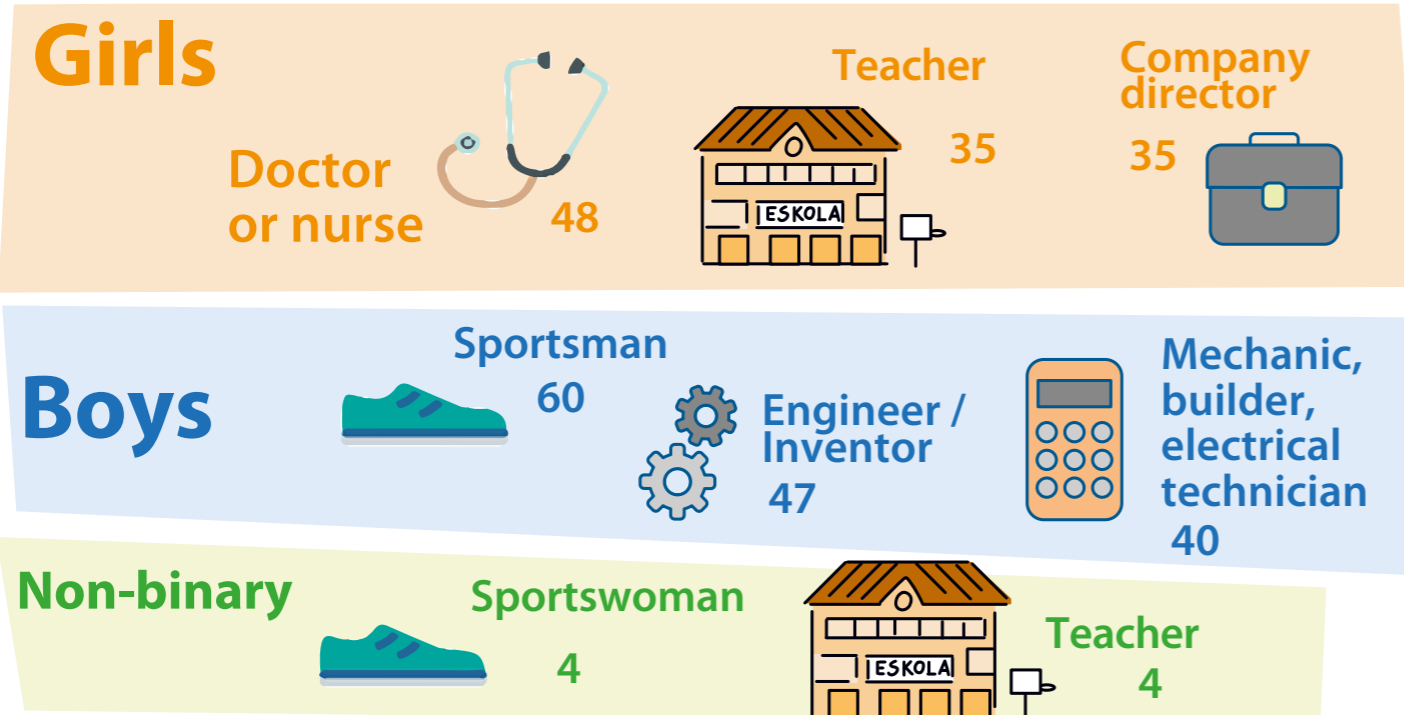 Girls
Doctor
or nurse
48
Teacher
35
ESKOLA
Company
director
35
Boys
Sportsman
60
Engineer /
Inventor
47
Mechanic,
builder,
electrical
technician
40
Non-binary
Sportswoman
4
ESKOLA
Teacher
4